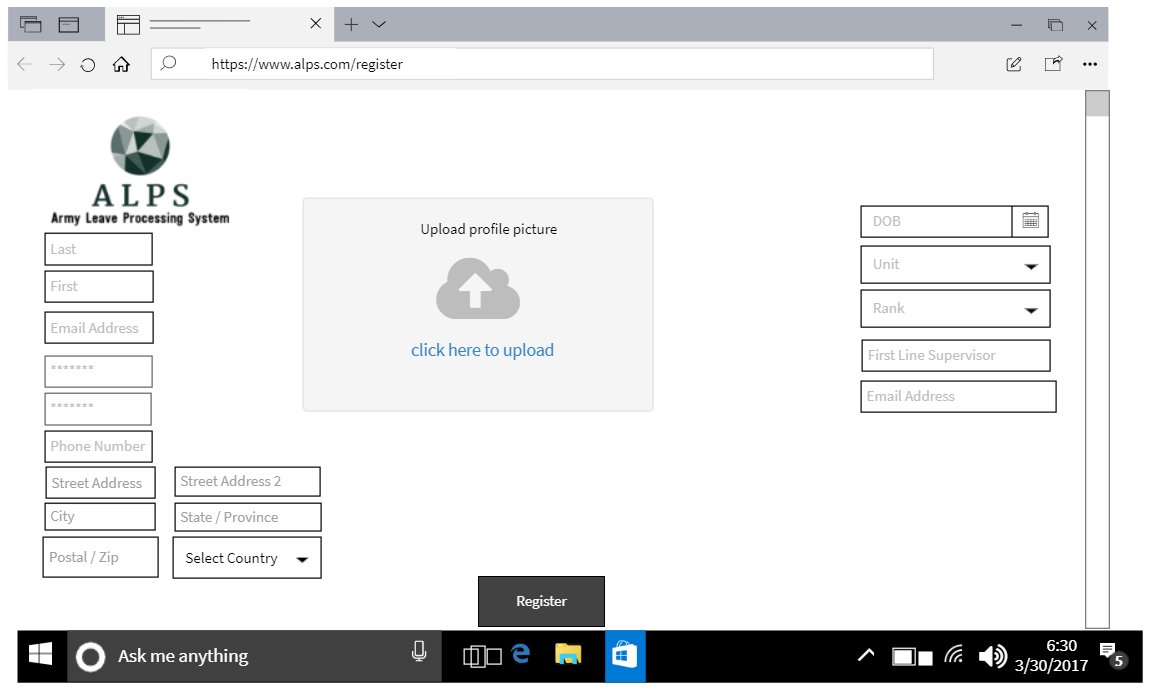 https://www.alps.com/register
ALPS
Army Leave Processing System
Last
First
Email Address
*******
*******
Phone Number
Street Address
Street Address 2
City
State / Province
Postal / Zip
Select Country
Upload profile picture
click here to upload
DOB
Unit
Rank
First Line Supervisor
Email Address
Register
Ask me anything
6:30
3/30/2017
5